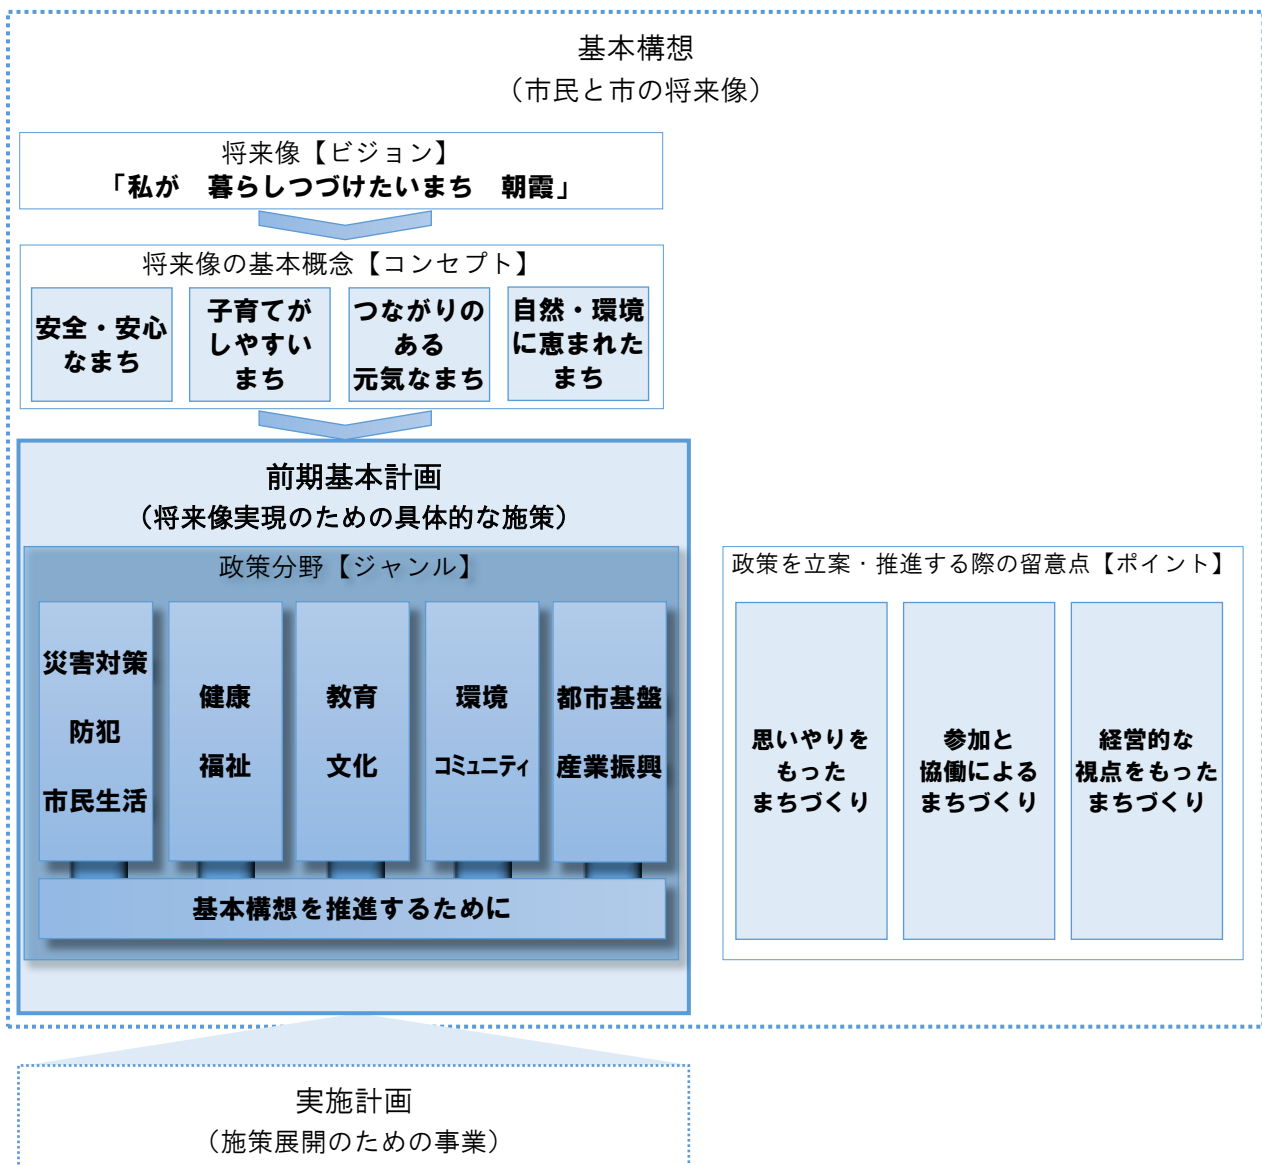 基本構想
（市民と市の将来像）
将来像【ビジョン】
「私が　暮らしつづけたいまち　朝霞」
将来像の基本概念【コンセプト】
安全・安心
なまち
子育てが
しやすい
まち
つながりの
ある
元気なまち
自然・環境
に恵まれた
まち
前期基本計画
（将来像実現のための具体的な施策）
政策分野【ジャンル】
災害対策
防犯
市民生活
健康
福祉
教育
文化
環境
コミュニティ
都市基盤
産業振興
基本構想を推進するために
政策を立案・推進する際の留意点【ポイント】
思いやりを
もった
まちづくり
参加と
協働による
まちづくり
経営的な
視点をもった
まちづくり
実施計画
（施策展開のための事業）